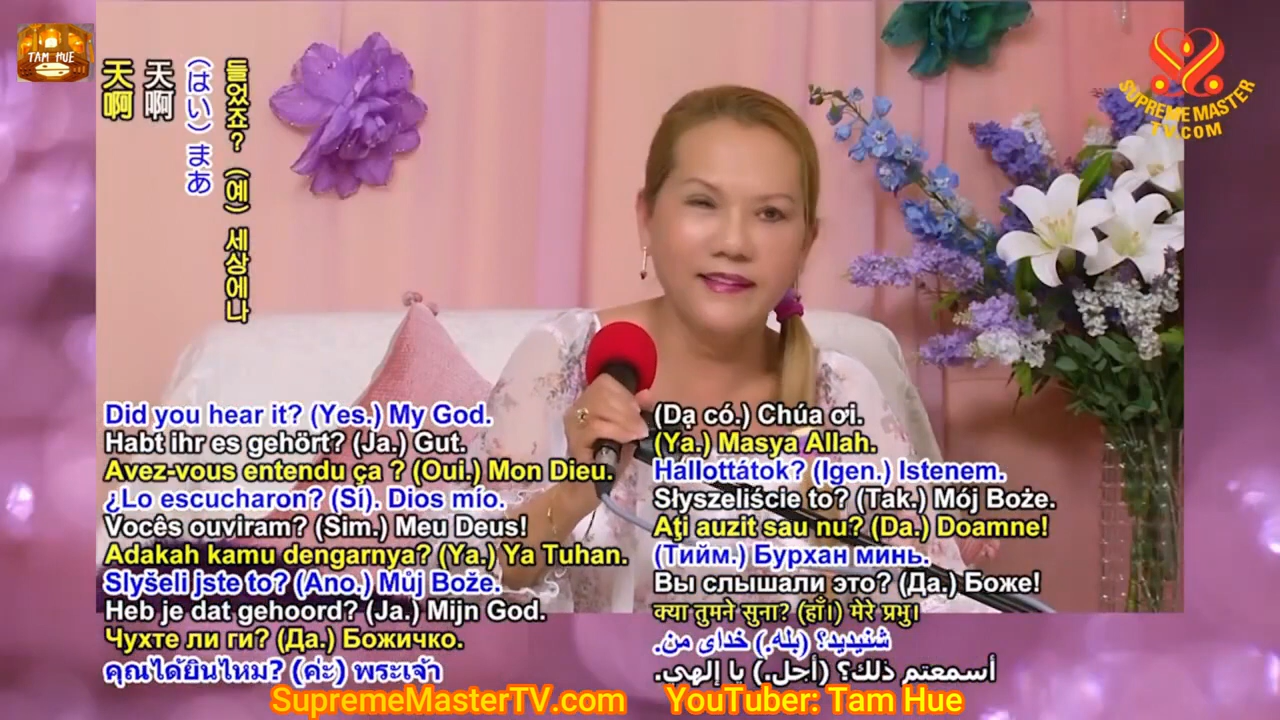 TAM HUE
SUPREME MASTER
TV.COM
들었죠? (예) 세상에나
(はい) まあ
天啊
天啊
Did you hear it? (Yes.) My God.
Habt ihr es gehört? (Ja.) Gut.
Avez-vous entendu ça ? (Oui.) Mon Dieu.
¿Lo escucharon? (Sí). Dios mío.
Vocês ouviram? (Sim.) Meu Deus!
Adakah kamu dengarnya? (Ya.) Ya Tuhan.
Slyšeli jste to? (Ano.) Můj Bože.
Heb je dat gehoord? (Ja.) Mijn God.
Чухте ли ги? (Да.) Божичко.
คุณได้ยินไหม? (ค่ะ) พระเจ้า
(Dạ có.) Chúa ơi.
(Ya.) Masya Allah.
Hallottátok? (Igen.) Istenem.
Słyszeliście to? (Tak.) Mój Boże.
Aţi auzit sau nu? (Da.) Doamne!
(Тийм.) Бурхан минь.
Вы слышали это? (Да.) Боже!
क्या तुमने सुना? (हाँ।) मेरे प्रभु।
شنیدید؟ (بله.) خدای من.
أسمعتم ذلك؟ (أجل.) يا إلهي.
SupremeMasterTV.com YouTuber: Tam Hue